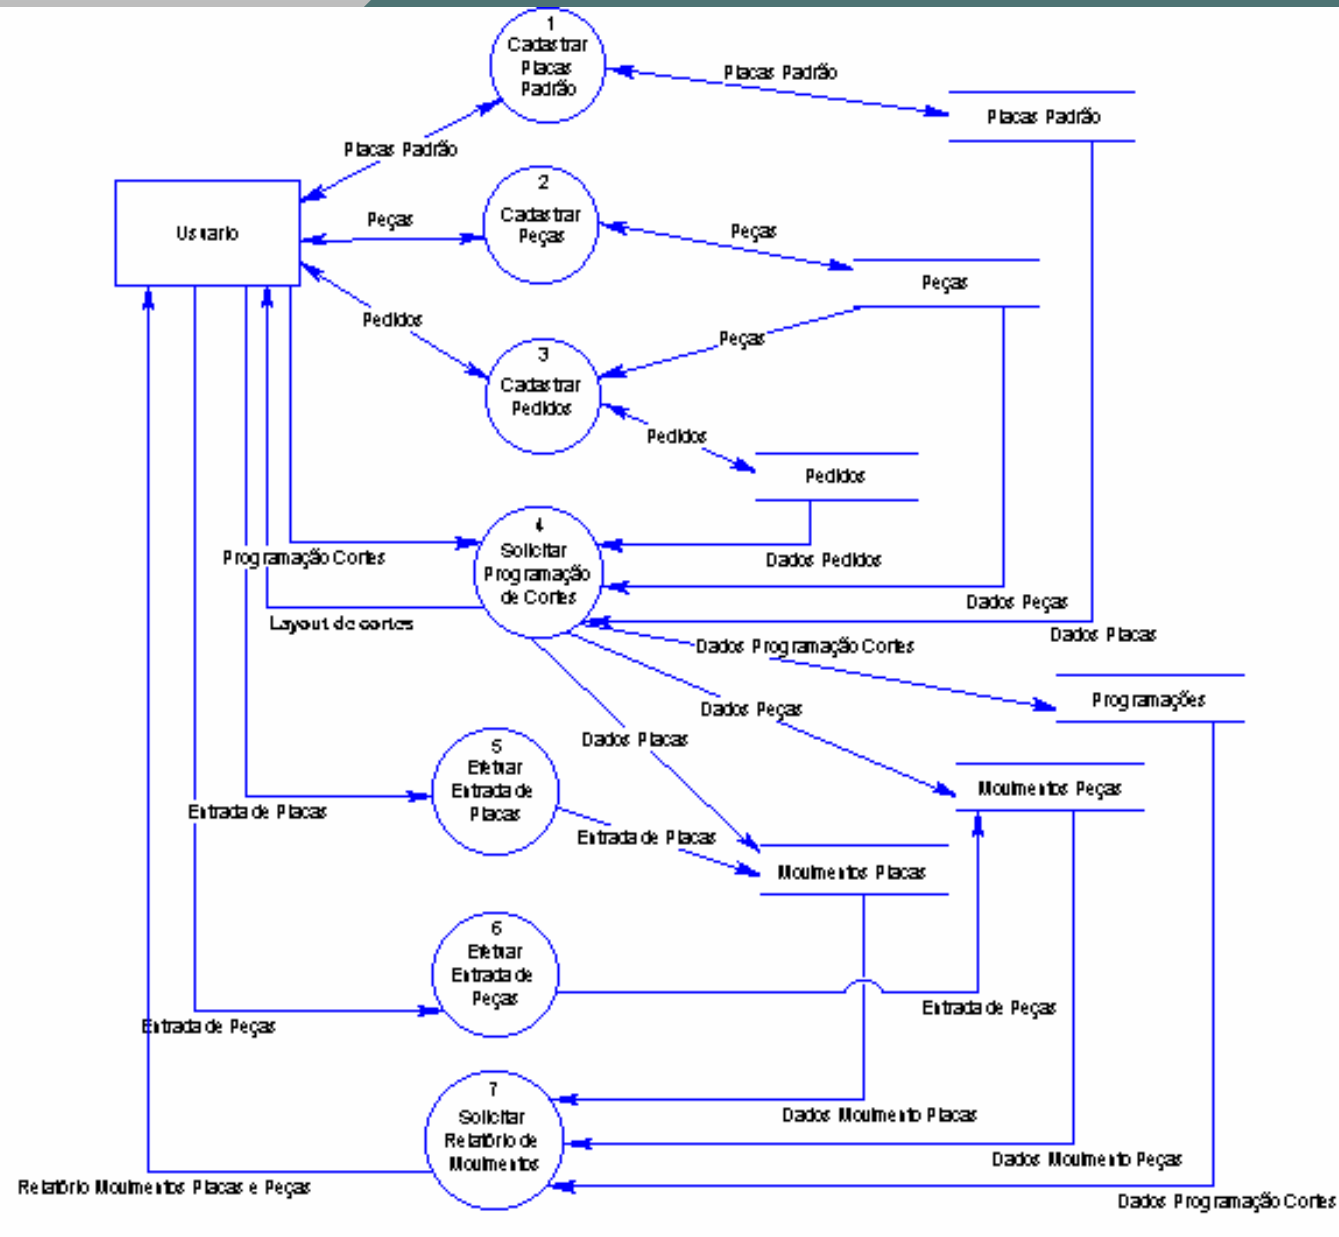 1
Cadastrar
Placas
Padrão
Placas Padrão
Placas Padrão
Placas Padrão
Usuario
Peças
2
Cadastrar
Peças
Peças
Peças
Pedidos
Peças
3
Cadastrar
Pedidos
Pedidos
Pedidos
4
Solicitar
Programação
de Cortes
Programação Cortes
Dados Pedidos
Dados Peças
Layout de cortes
Dados Placas
Dados Programação Cortes
Programações
Dados Peças
Dados Placas
5
Efetuar
Entrada de
Placas
Movimentos Peças
Entrada de Placas
Entrada de Placas
Movimentos Placas
6
Efetuar
Entrada de
Peças
Entrada de Peças
Entrada de Peças
7
Solicitar
Relatório de
Movimentos
Dados Movimento Placas
Dados Movimento Peças
Relatório Movimentos Placas e Peças
Dados Programação Cortes